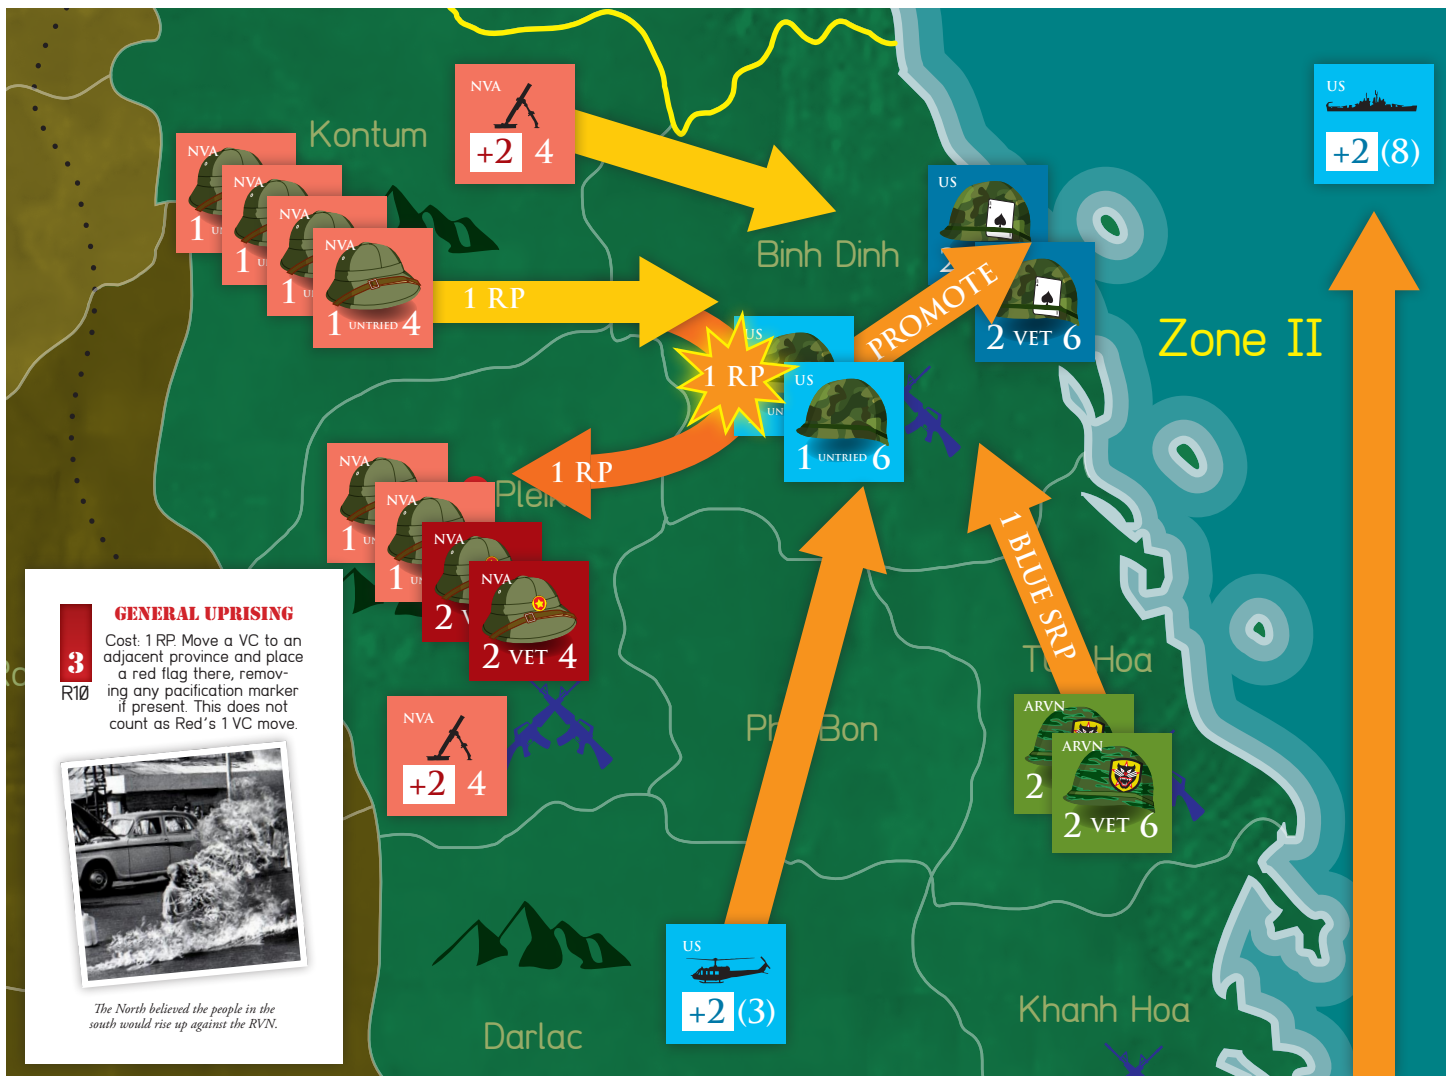 Kontum
NVA
+2 4
US
+2 (8)
NVA
1
NVA
1
NVA
1
NVA
1 UNTRIED 4
1 RP
Binh Dinh
US
2
2 VET 6
PROMOTE
Zone II
US
1 RP
US
1 UNTRIED 6
1 RP
NVA
1
NVA
1
NVA
2
NVA
2 VET 4
1 BLUE SRP
Hoa
ARVN
2
ARVN
2 VET 6
NVA
+2 4
Bon
US
+2 (3)
Darlac
Khanh Hoa
GENERAL UPRISING
3
R10
Cost: 1 RP. Move a VC to an
adjacent province and place
a red flag there, remov-
ing any pacification marker
if present. This does not
count as Red's 1 VC move.
The North believed the people in the
south would rise up against the RVN.